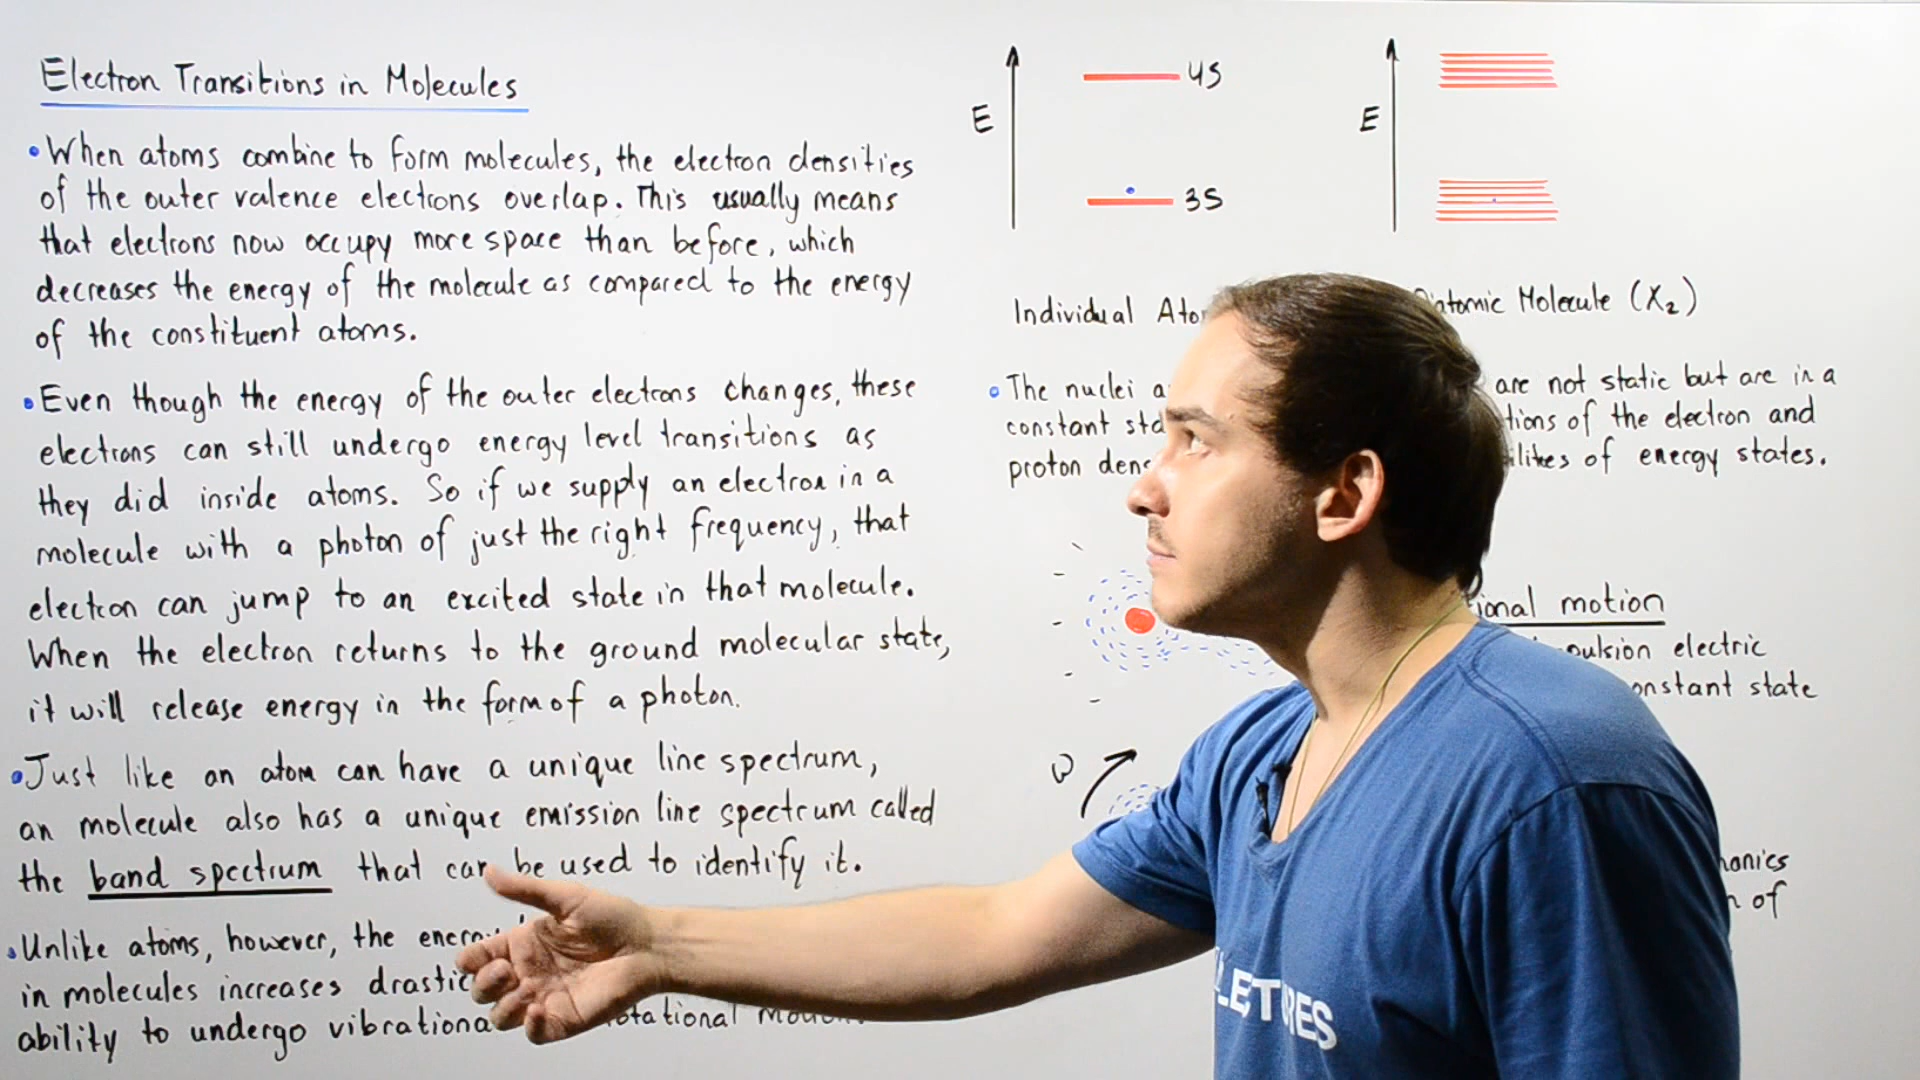 Electron Transitions in Molecules
•When atoms combine to form molecules, the electron densities
of the outer valence electrons overlap. This usually means
that electrons now occupy more space than before, which
decreases the energy of the molecule as compared to the energy
of the constituent atoms.
•Even though the energy of the outer electrons changes, these
electrons can still undergo energy level transitions as
they did inside atoms. So if we supply an electron in a
molecule with a photon of just the right frequency, that
electron can jump to an excited state in that molecule.
When the electron returns to the ground molecular state,
it will release energy in the form of a photon.
•Just like an atom can have a unique line spectrum,
an molecule also has a unique emission line spectrum called
the band spectrum that can be used to identify it.
•Unlike atoms, however, the
in molecules increases
ability to undergo
E
4S
3S
E
Individual
Molecule (X2)
•The nuclei are not static but are in a
constant of the electron and
proton of energy states.
motion
electric
state
ω
of